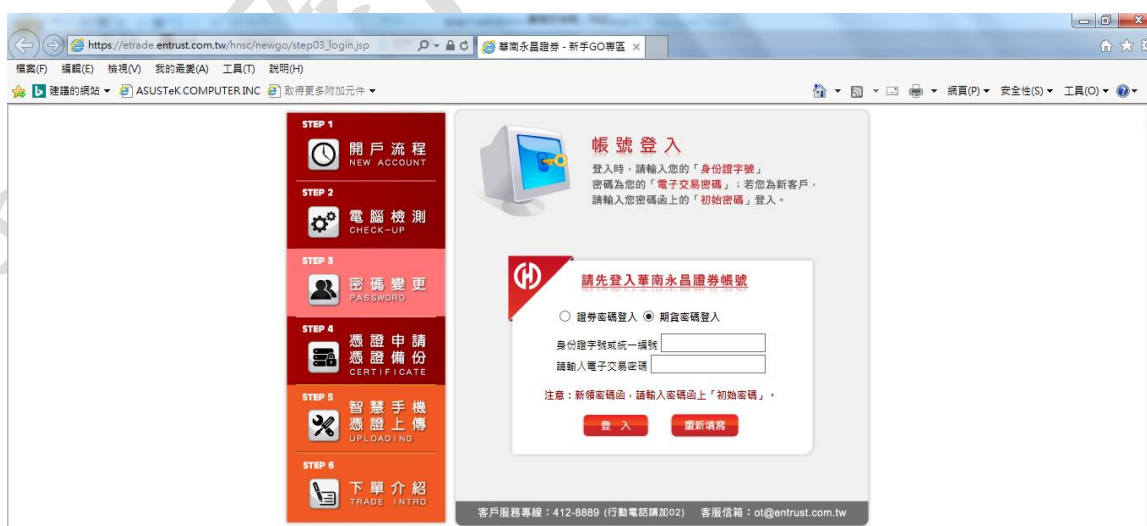 https://etrade.entrust.com.tw/hnsc/newgo/step03_login.jsp
華南永昌證券 - 新手GO專區
檔案(F) 編輯(E) 檢視(V) 我的最愛(A) 工具(T) 說明(H)
建議的網站 ASUSTeK COMPUTER INC 取得更多附加元件 網頁(P) 安全性(S) 工具(O)
STEP 1
開戶流程
NEW ACCOUNT
STEP 2
電腦檢測
CHECK-UP
STEP 3
密碼變更
PASSWORD
STEP 4
憑證申請
憑證備份
CERTIFICATE
STEP 5
智慧手機
憑證上傳
UPLOADING
STEP 6
下單介紹
TRADE INTRO
帳號登入
登入時，請輸入您的「身份證字號」
密碼為您的「電子交易密碼」；若您為新客戶，
請輸入您密碼函上的「初始密碼」登入。
請先登入華南永昌證券帳號
證券密碼登入 期貨密碼登入
身份證字號或統一編號
請輸入電子交易密碼
注意：新領密碼函，請輸入密碼函上「初始密碼」。
登 入 重新填寫
客戶服務專線：412-8889 (行動電話請加02) 客服信箱：ot@entrust.com.tw